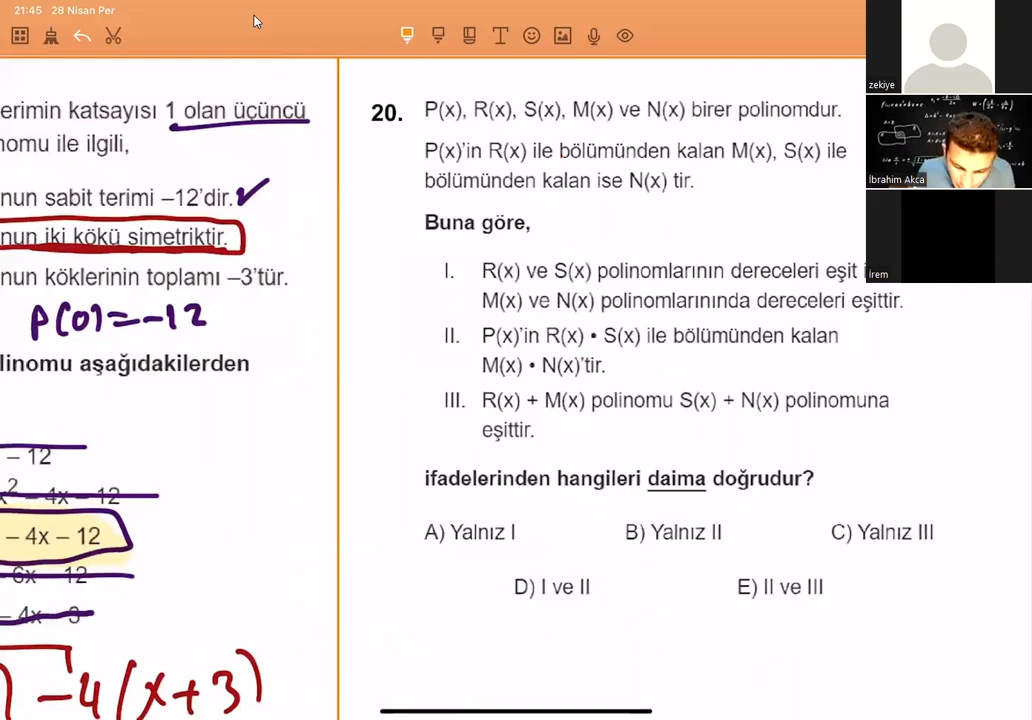 21:45 28 Nisan Per
zekiye
İbrahim Akca
İrem
erimin katsayısı 1 olan üçüncü
nomu ile ilgili,
nun sabit terimi –12'dir.
nun iki kökü simetriktir.
nun köklerinin toplamı –3'tür.
P(0)=-12
linomu aşağıdakilerden
– 12
x² – 4x – 12
– 4x – 12
– 6x – 12
– 4x – 3
) – 4 (x+3)
20. P(x), R(x), S(x), M(x) ve N(x) birer polinomdur.
P(x)'in R(x) ile bölümünden kalan M(x), S(x) ile
bölümünden kalan ise N(x) tir.
Buna göre,
I. R(x) ve S(x) polinomlarının dereceleri eşit
M(x) ve N(x) polinomlarınında dereceleri eşittir.
II. P(x)'in R(x) • S(x) ile bölümünden kalan
M(x) • N(x)'tir.
III. R(x) + M(x) polinomu S(x) + N(x) polinomuna
eşittir.
ifadelerinden hangileri daima doğrudur?
A) Yalnız I B) Yalnız II C) Yalnız III
D) I ve II E) II ve III